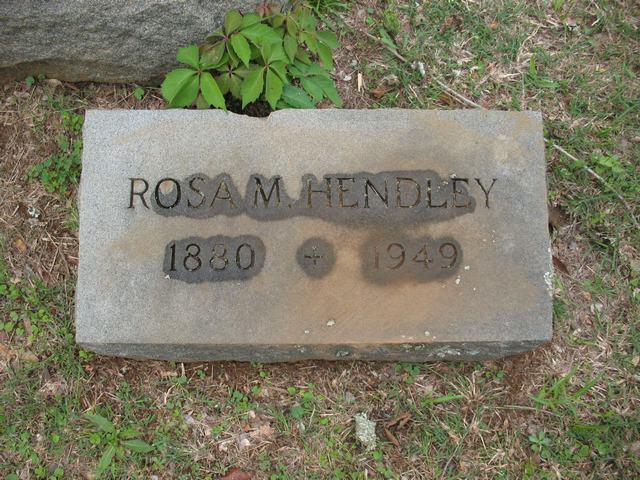 ROSA M. HENDLEY
1880 + 1949